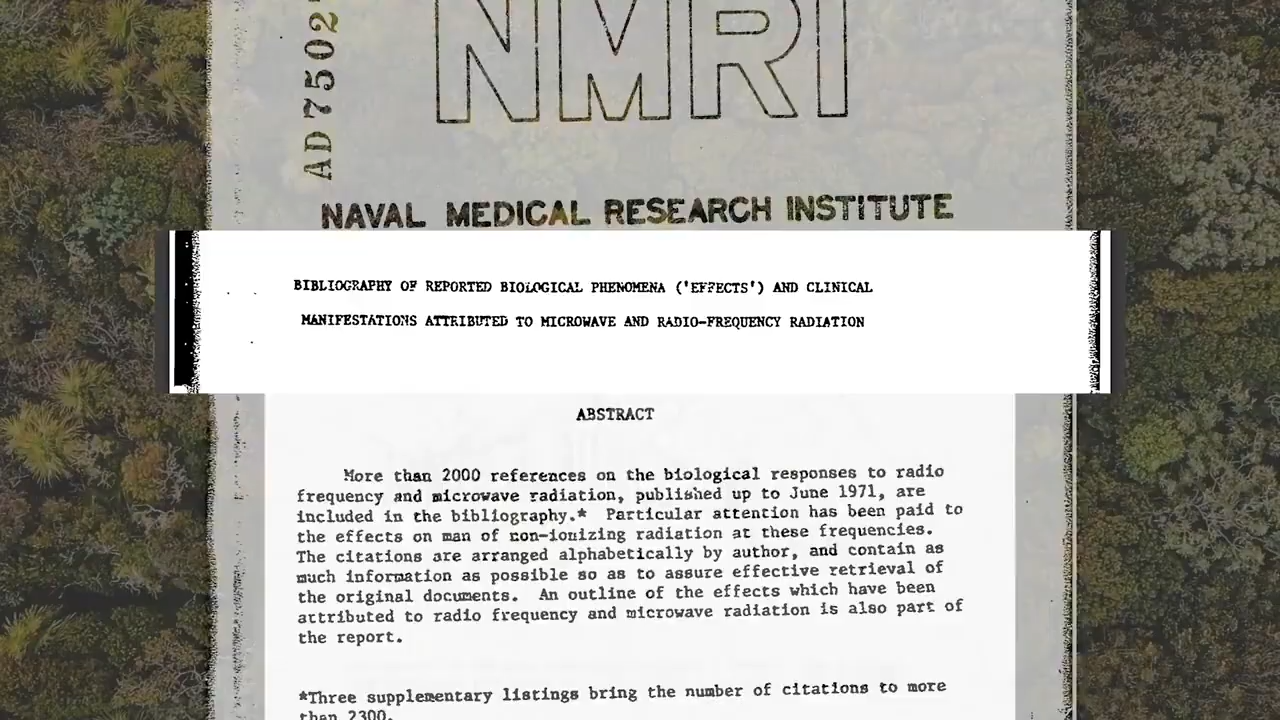 NMRI
AD7502
NAVAL MEDICAL RESEARCH INSTITUTE
BIBLIOGRAPHY OF REPORTED BIOLOGICAL PHENOMENA ('EFFECTS') AND CLINICAL
MANIFESTATIONS ATTRIBUTED TO MICROWAVE AND RADIO-FREQUENCY RADIATION
ABSTRACT
More than 2000 references on the biological responses to radio
frequency and microwave radiation, published up to June 1971, are
included in the bibliography.* Particular attention has been paid to
the effects on man of non-ionizing radiation at these frequencies.
The citations are arranged alphabetically by author, and contain as
much information as possible so as to assure effective retrieval of
the original documents. An outline of the effects which have been
attributed to radio frequency and microwave radiation is also part of
the report.
*Three supplementary listings bring the number of citations to more
than 2300.